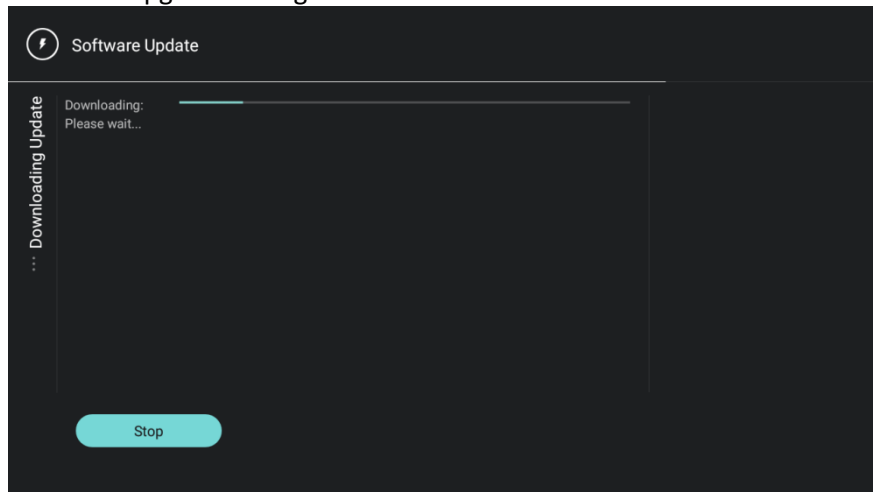 Software Update
Downloading:
Please wait...
... Downloading Update
Stop